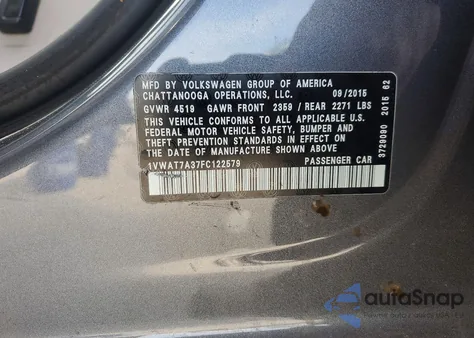 MFD BY VOLKSWAGEN GROUP OF AMERICA
CHATTANOOGA OPERATIONS, LLC. 09/2015
GVWR 4519 GAWR FRONT 2359 / REAR 2271 LBS
THIS VEHICLE CONFORMS TO ALL APPLICABLE U.S.
FEDERAL MOTOR VEHICLE SAFETY, BUMPER AND
THEFT PREVENTION STANDARDS IN EFFECT ON
THE DATE OF MANUFACTURE SHOWN ABOVE
1VWAT7A37FC122579 PASSENGER CAR
3729090 2015 62
autoSnap